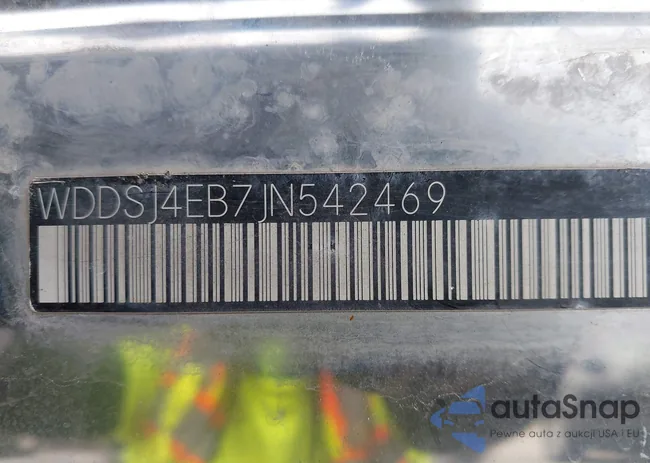 WDDSJ4EB7JN542469
autaSnap
Pewne auta z aukcji USA i EU